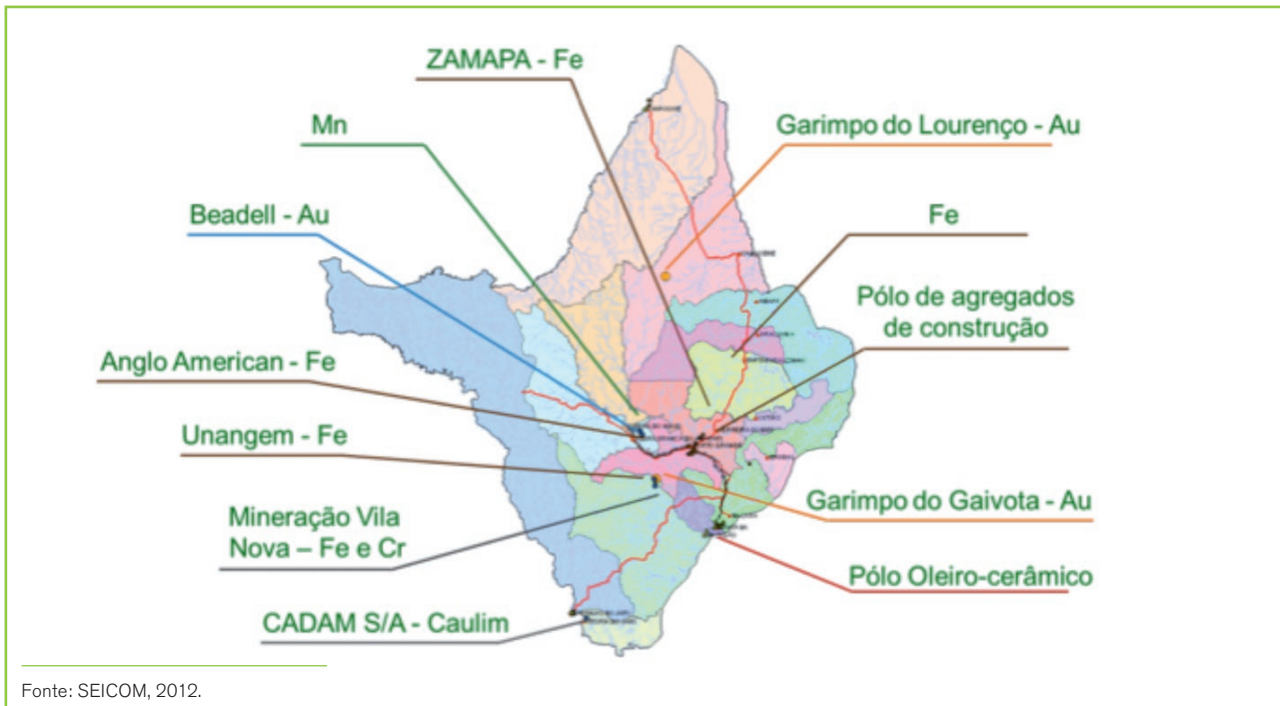 ZAMAPA - Fe
Mn
Garimpo do Lourenço - Au
Beadell - Au
Fe
Pólo de agregados
de construção
Anglo American - Fe
Unangem - Fe
Garimpo do Gaivota - Au
Mineração Vila
Nova – Fe e Cr
Pólo Oleiro-cerâmico
CADAM S/A - Caulim
Fonte: SEICOM, 2012.